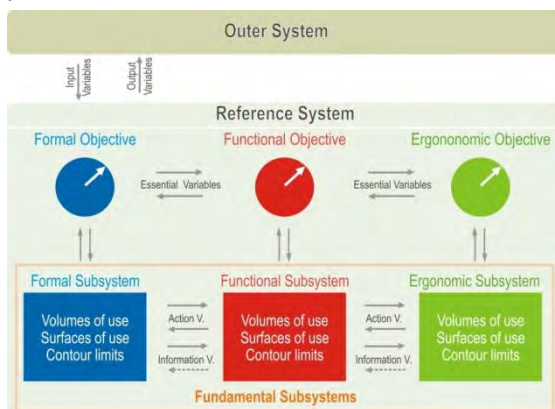 Outer System
Input
Variables
Output
Variables
Reference System
Formal Objective
Functional Objective
Ergononomic Objective
Essential Variables
Essential Variables
Formal Subsystem
Functional Subsystem
Ergonomic Subsystem
Volumes of use
Surfaces of use
Contour limits
Action V.
Information V.
Volumes of use
Surfaces of use
Contour limits
Action V.
Information V.
Volumes of use
Surfaces of use
Contour limits
Fundamental Subsystems